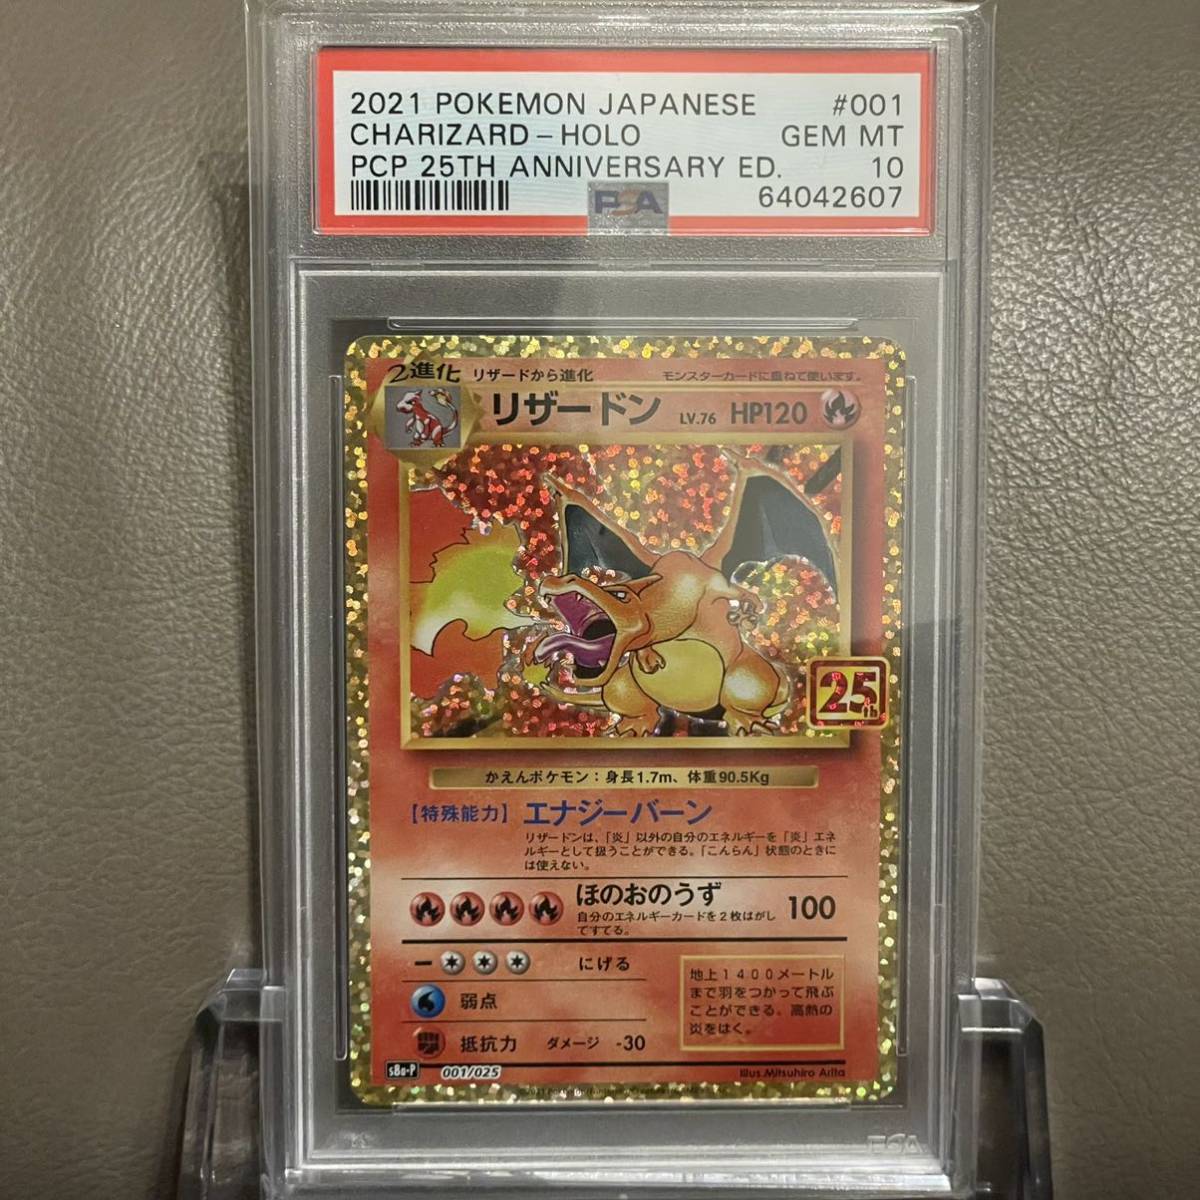 2021 POKEMON JAPANESE #001
CHARIZARD-HOLO GEM MT
PCP 25TH ANNIVERSARY ED. 10
PSA 64042607
2進化 リザードから進化 モンスターカードに重ねて使います。
リザードン LV.76 HP120
25th
かえんポケモン:身長1.7m、体重90.5Kg
【特殊能力】エナジーバーン
リザードンは、「炎」以外の自分のエネルギーを「炎」エネ
ルギーとして扱うことができる。「こんらん」状態のときに
は使えない。
ほのおのうず 100
自分のエネルギーカードを2枚はがし
てすてる。
にげる
弱点
抵抗力 ダメージ -30
地上1400メートル
まで羽をつかって飛ぶ
ことができる。高熱の
炎をはく。
s8a-P 001/025 Illus.Mitsuhiro Arita
PSA